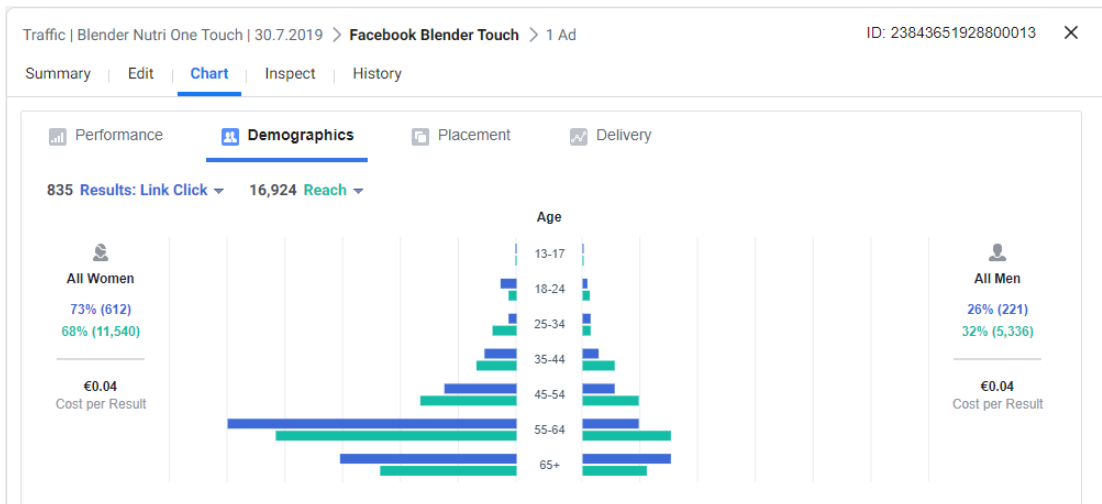 Traffic | Blender Nutri One Touch | 30.7.2019 > Facebook Blender Touch > 1 Ad ID: 23843651928800013
Summary Edit Chart Inspect History
Performance Demographics Placement Delivery
835 Results: Link Click 16,924 Reach
Age
13-17
18-24
25-34
35-44
45-54
55-64
65+
All Women
73% (612)
68% (11,540)
€0.04
Cost per Result
All Men
26% (221)
32% (5,336)
€0.04
Cost per Result